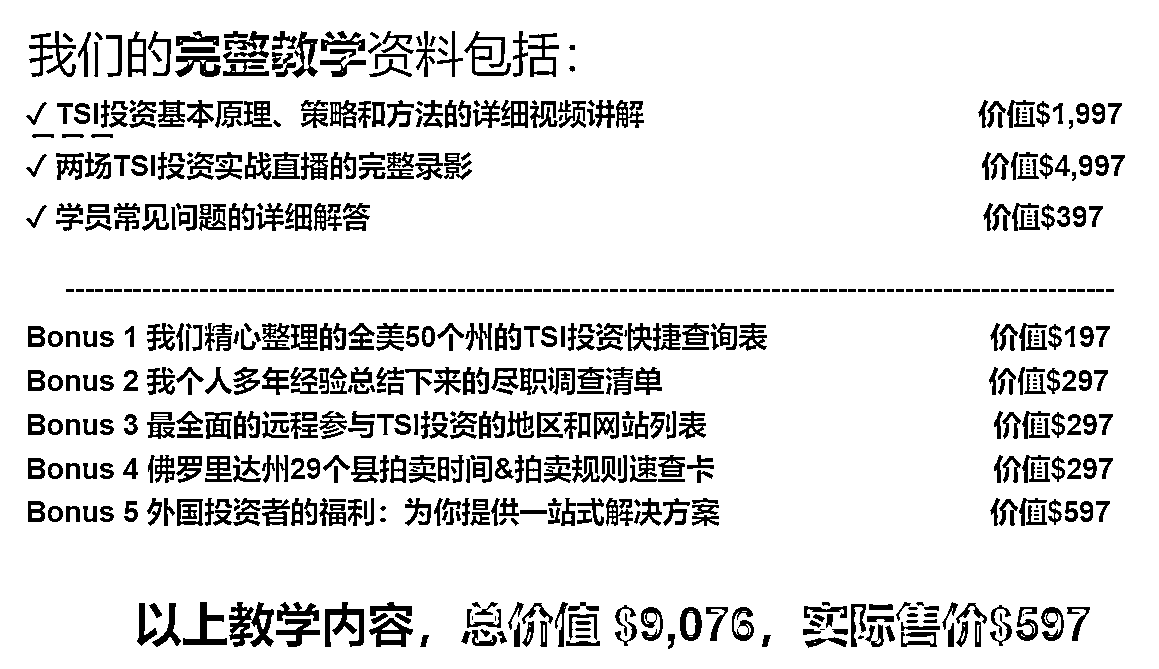 我们的完整教学资料包括：
✓ TSI投资基本原理、策略和方法的详细视频讲解 价值$1,997
✓ 两场TSI投资实战直播的完整录影 价值$4,997
✓ 学员常见问题的详细解答 价值$397
Bonus 1 我们精心整理的全美50个州的TSI投资快捷查询表 价值$197
Bonus 2 我个人多年经验总结下来的尽职调查清单 价值$297
Bonus 3 最全面的远程参与TSI投资的地区和网站列表 价值$297
Bonus 4 佛罗里达州29个县拍卖时间&拍卖规则速查卡 价值$297
Bonus 5 外国投资者的福利：为你提供一站式解决方案 价值$597
以上教学内容，总价值 $9,076，实际售价$597